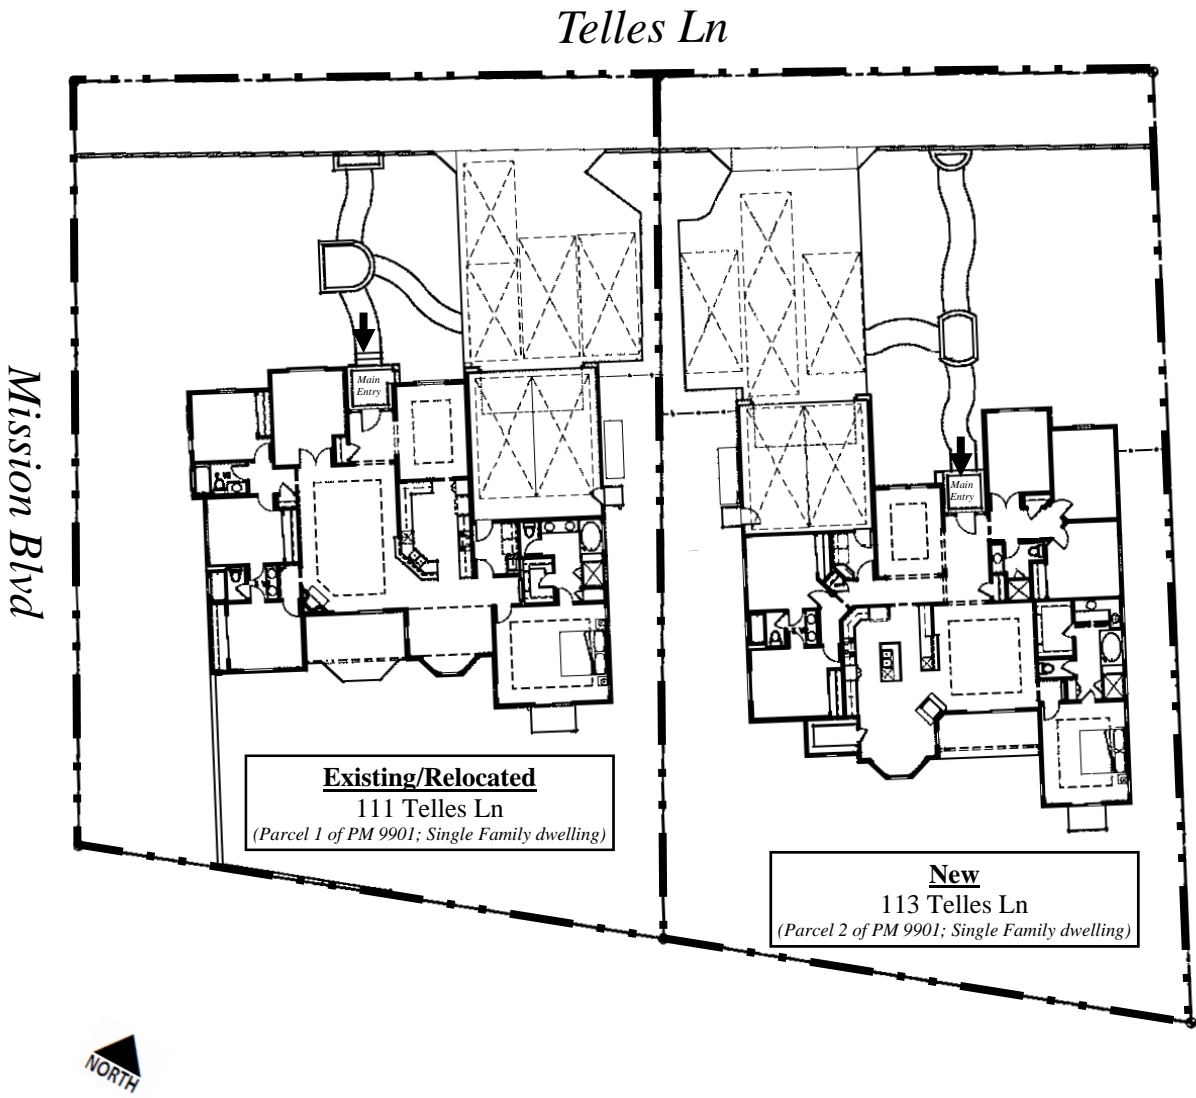 Telles Ln
Mission Blvd
Main
Entry
Main
Entry
Existing/Relocated
111 Telles Ln
(Parcel 1 of PM 9901; Single Family dwelling)
New
113 Telles Ln
(Parcel 2 of PM 9901; Single Family dwelling)
NORTH